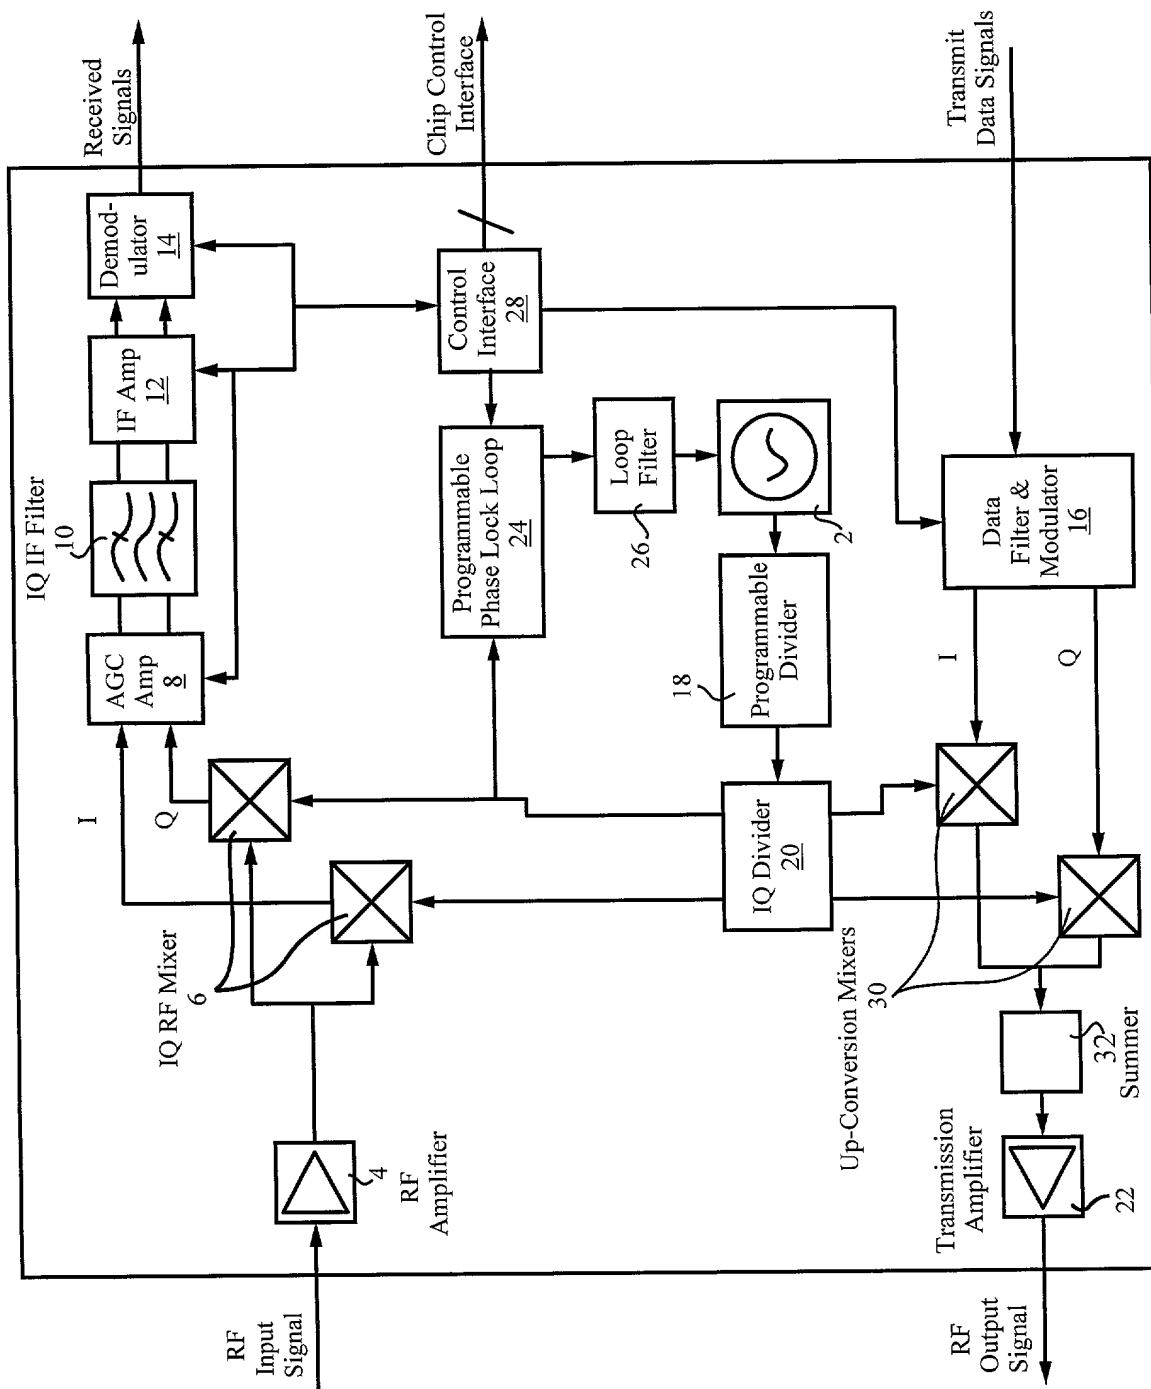 RF
Input
Signal
RF
Amplifier
4
IQ RF Mixer
6
I
Q
AGC
Amp
8
IQ IF Filter
10
IF Amp
12
Demod-
ulator
14
Received
Signals
Programmable
Phase Lock Loop
24
Control
Interface
28
Chip Control
Interface
Loop
Filter
26
2
Programmable
Divider
18
IQ Divider
20
Up-Conversion Mixers
30
I
Q
Data
Filter &
Modulator
16
Transmit
Data Signals
32
Summer
Transmission
Amplifier
22
RF
Output
Signal